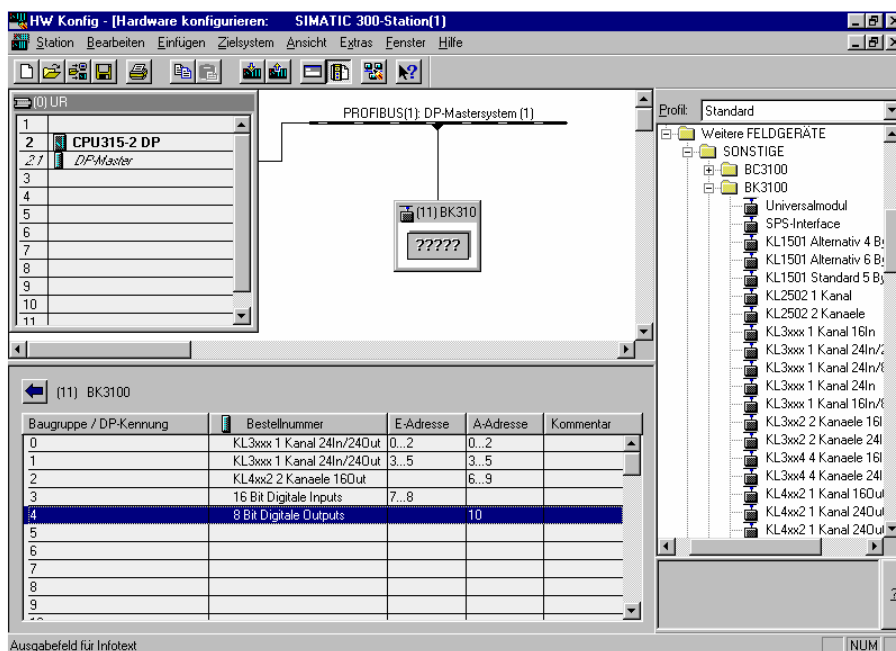 HW Konfig - [Hardware konfigurieren: SIMATIC 300-Station(1)
Station Bearbeiten Einfügen Zielsystem Ansicht Extras Fenster Hilfe
(0) UR
1
2 CPU315-2 DP
2.1 DP-Master
3
4
5
6
7
8
9
10
11
PROFIBUS(1): DP-Mastersystem (1)
(11) BK310
?????
Profil: Standard
Weitere FELDGERÄTE
SONSTIGE
BC3100
BK3100
Universalmodul
SPS-Interface
KL1501 Alternativ 4 By
KL1501 Alternativ 6 By
KL1501 Standard 5 By
KL2502 1 Kanal
KL2502 2 Kanaele
KL3xxx 1 Kanal 16In
KL3xxx 1 Kanal 24In/2
KL3xxx 1 Kanal 24In/8
KL3xxx 1 Kanal 24In
KL3xxx 1 Kanal 16In/8
KL3xx2 2 Kanaele 16I
KL3xx2 2 Kanaele 24I
KL3xx4 4 Kanaele 16I
KL3xx4 4 Kanaele 24I
KL4xx2 1 Kanal 16Ou
KL4xx2 1 Kanal 24Ou
KL4xx2 1 Kanal 24Ou
(11) BK3100
Baugruppe / DP-Kennung Bestellnummer E-Adresse A-Adresse Kommentar
0 KL3xxx 1 Kanal 24In/24Out 0...2 0...2
1 KL3xxx 1 Kanal 24In/24Out 3...5 3...5
2 KL4xx2 2 Kanaele 16Out 6...9
3 16 Bit Digitale Inputs 7...8
4 8 Bit Digitale Outputs 10
5
6
7
8
9
Ausgabefeld für Infotext NUM